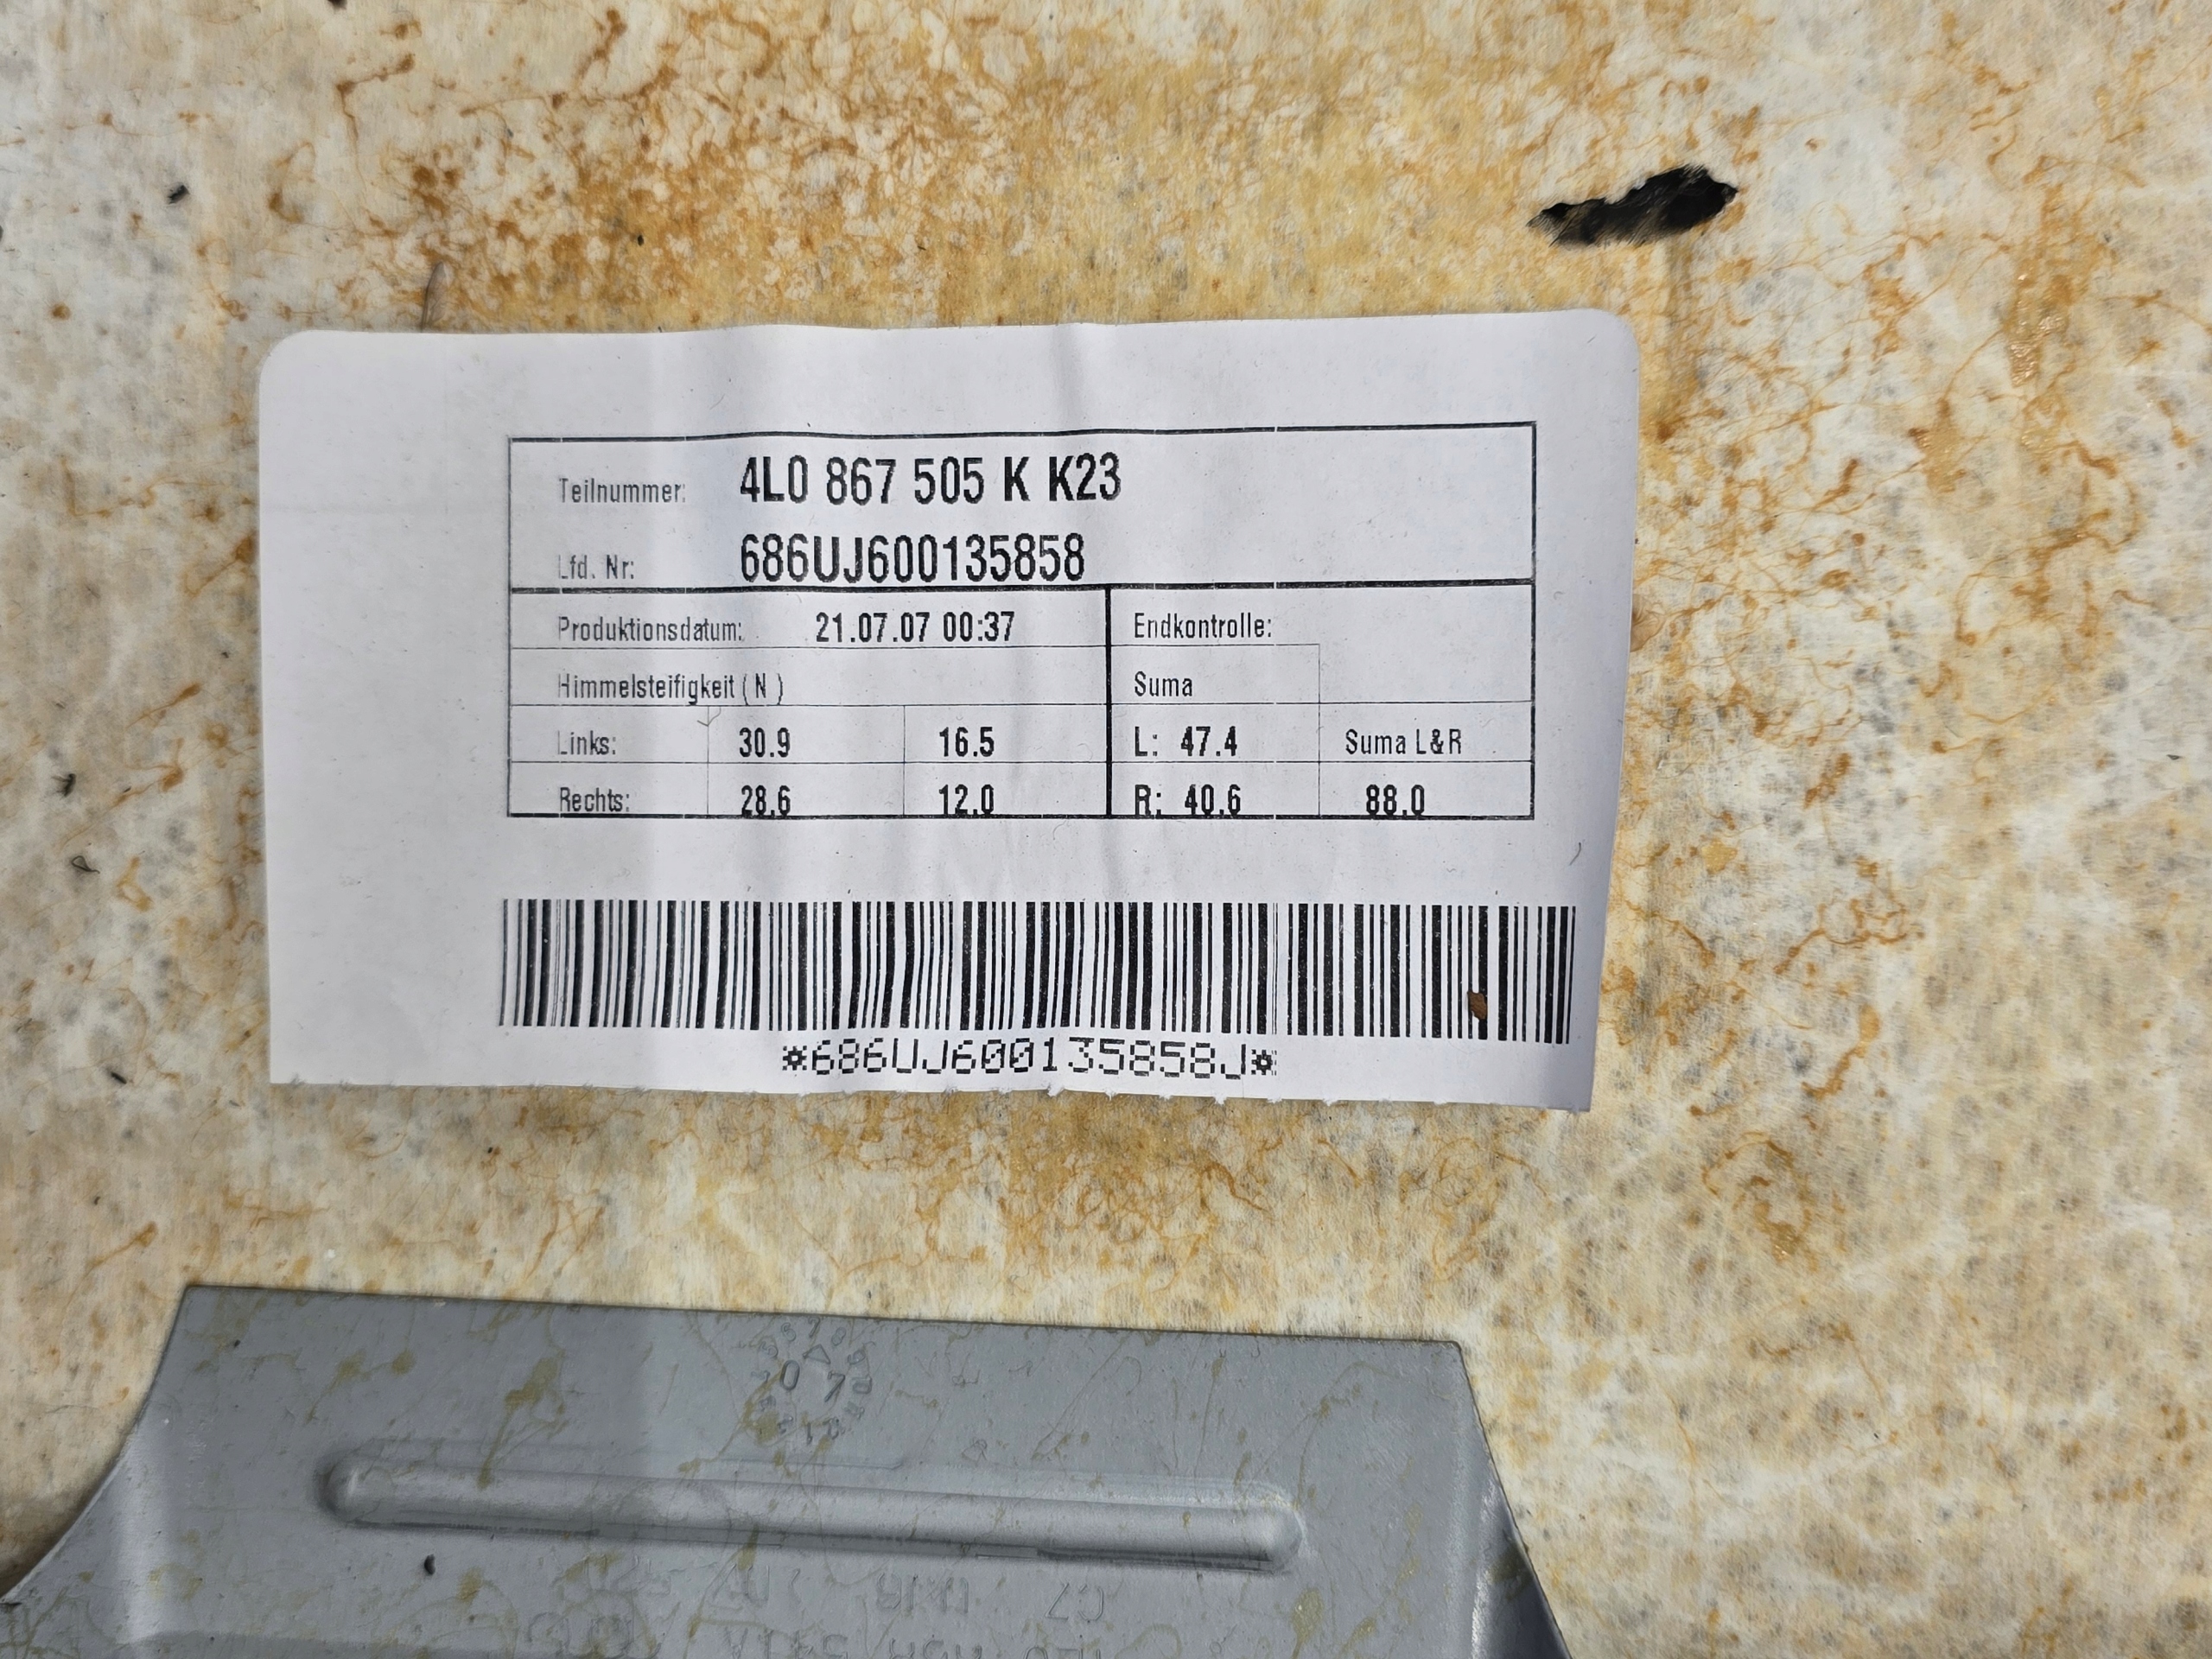 Teilnummer: 4L0 867 505 K K23
Lfd. Nr: 686UJ600135858
Produktionsdatum: 21.07.07 00:37 Endkontrolle:
Himmelsteifigkeit ( N ) Suma
Links: 30.9 16.5 L: 47.4 Suma L&R
Rechts: 28.6 12.0 R: 40.6 88.0
*686UJ600135858J*
07